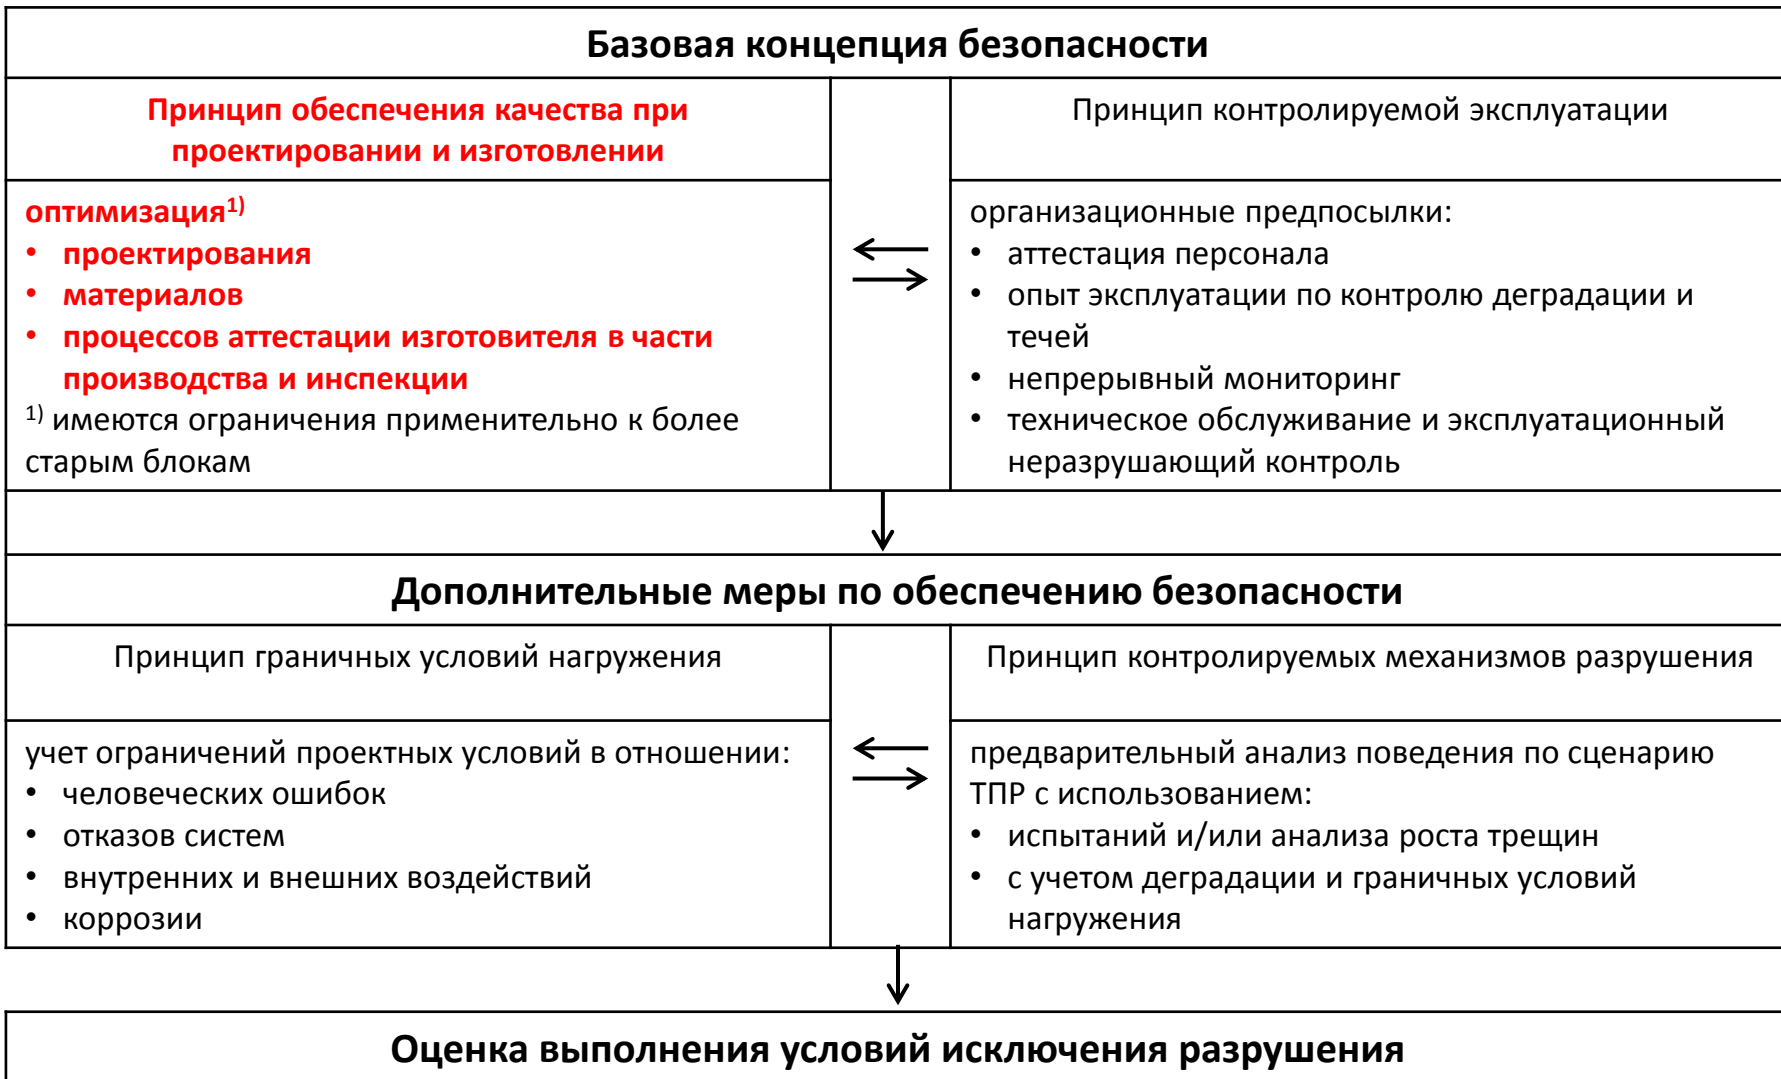 Базовая концепция безопасности
Принцип обеспечения качества при
проектировании и изготовлении
Принцип контролируемой эксплуатации
оптимизация¹⁾
• проектирования
• материалов
• процессов аттестации изготовителя в части
производства и инспекции
¹⁾ имеются ограничения применительно к более
старым блокам
организационные предпосылки:
• аттестация персонала
• опыт эксплуатации по контролю деградации и
течей
• непрерывный мониторинг
• техническое обслуживание и эксплуатационный
неразрушающий контроль
Дополнительные меры по обеспечению безопасности
Принцип граничных условий нагружения
Принцип контролируемых механизмов разрушения
учет ограничений проектных условий в отношении:
• человеческих ошибок
• отказов систем
• внутренних и внешних воздействий
• коррозии
предварительный анализ поведения по сценарию
ТПР с использованием:
• испытаний и/или анализа роста трещин
• с учетом деградации и граничных условий
нагружения
Оценка выполнения условий исключения разрушения